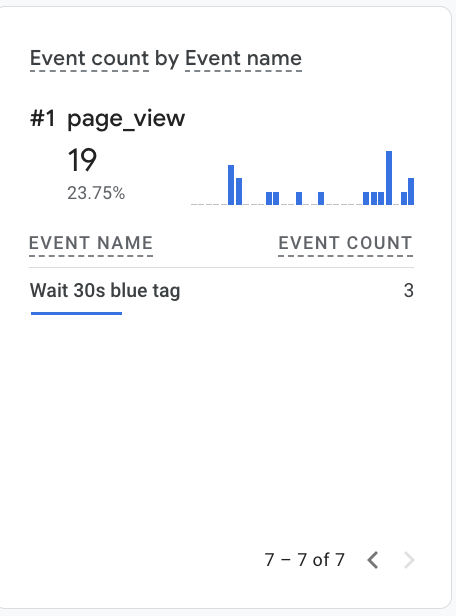 Event count by Event name
#1 page_view
19
23.75%
EVENT NAME EVENT COUNT
Wait 30s blue tag 3
7 – 7 of 7